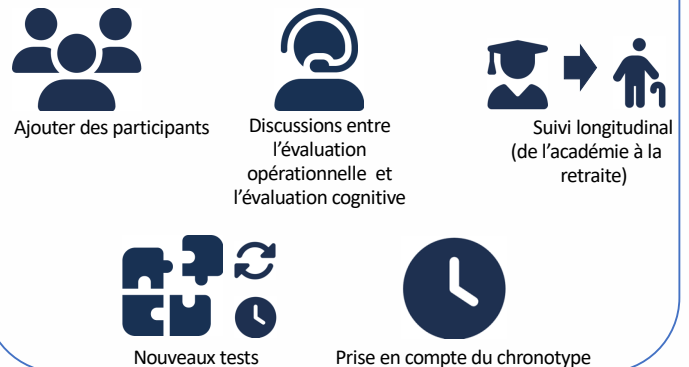 Ajouter des participants
Discussions entre
l’évaluation
opérationnelle et
l’évaluation cognitive
Suivi longitudinal
(de l’académie à la
retraite)
Nouveaux tests
Prise en compte du chronotype